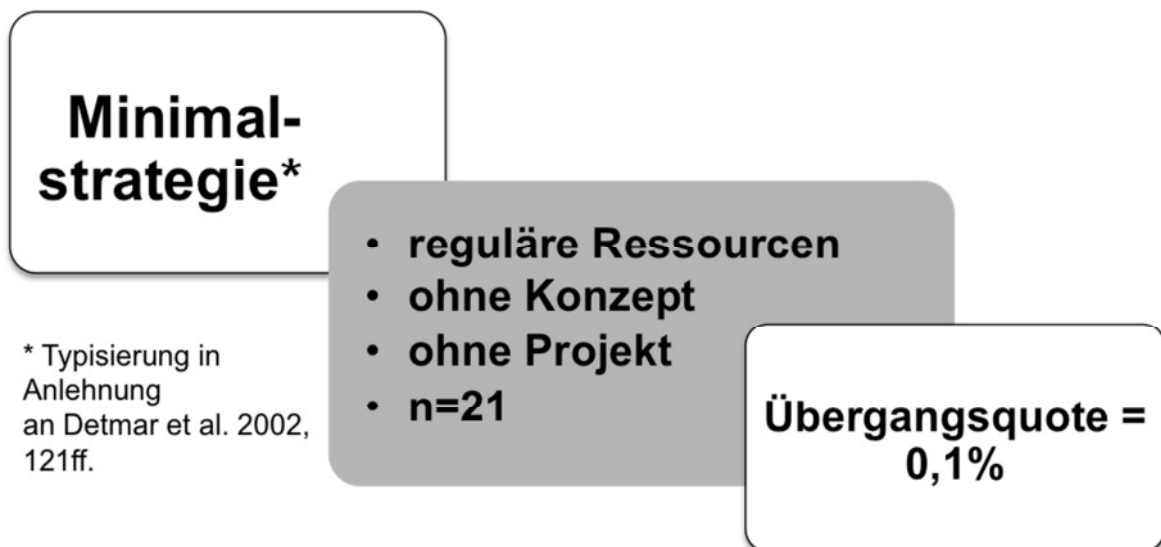 Minimal-
strategie*
• reguläre Ressourcen
• ohne Konzept
• ohne Projekt
• n=21
* Typisierung in
Anlehnung
an Detmar et al. 2002,
121ff.
Übergangsquote =
0,1%